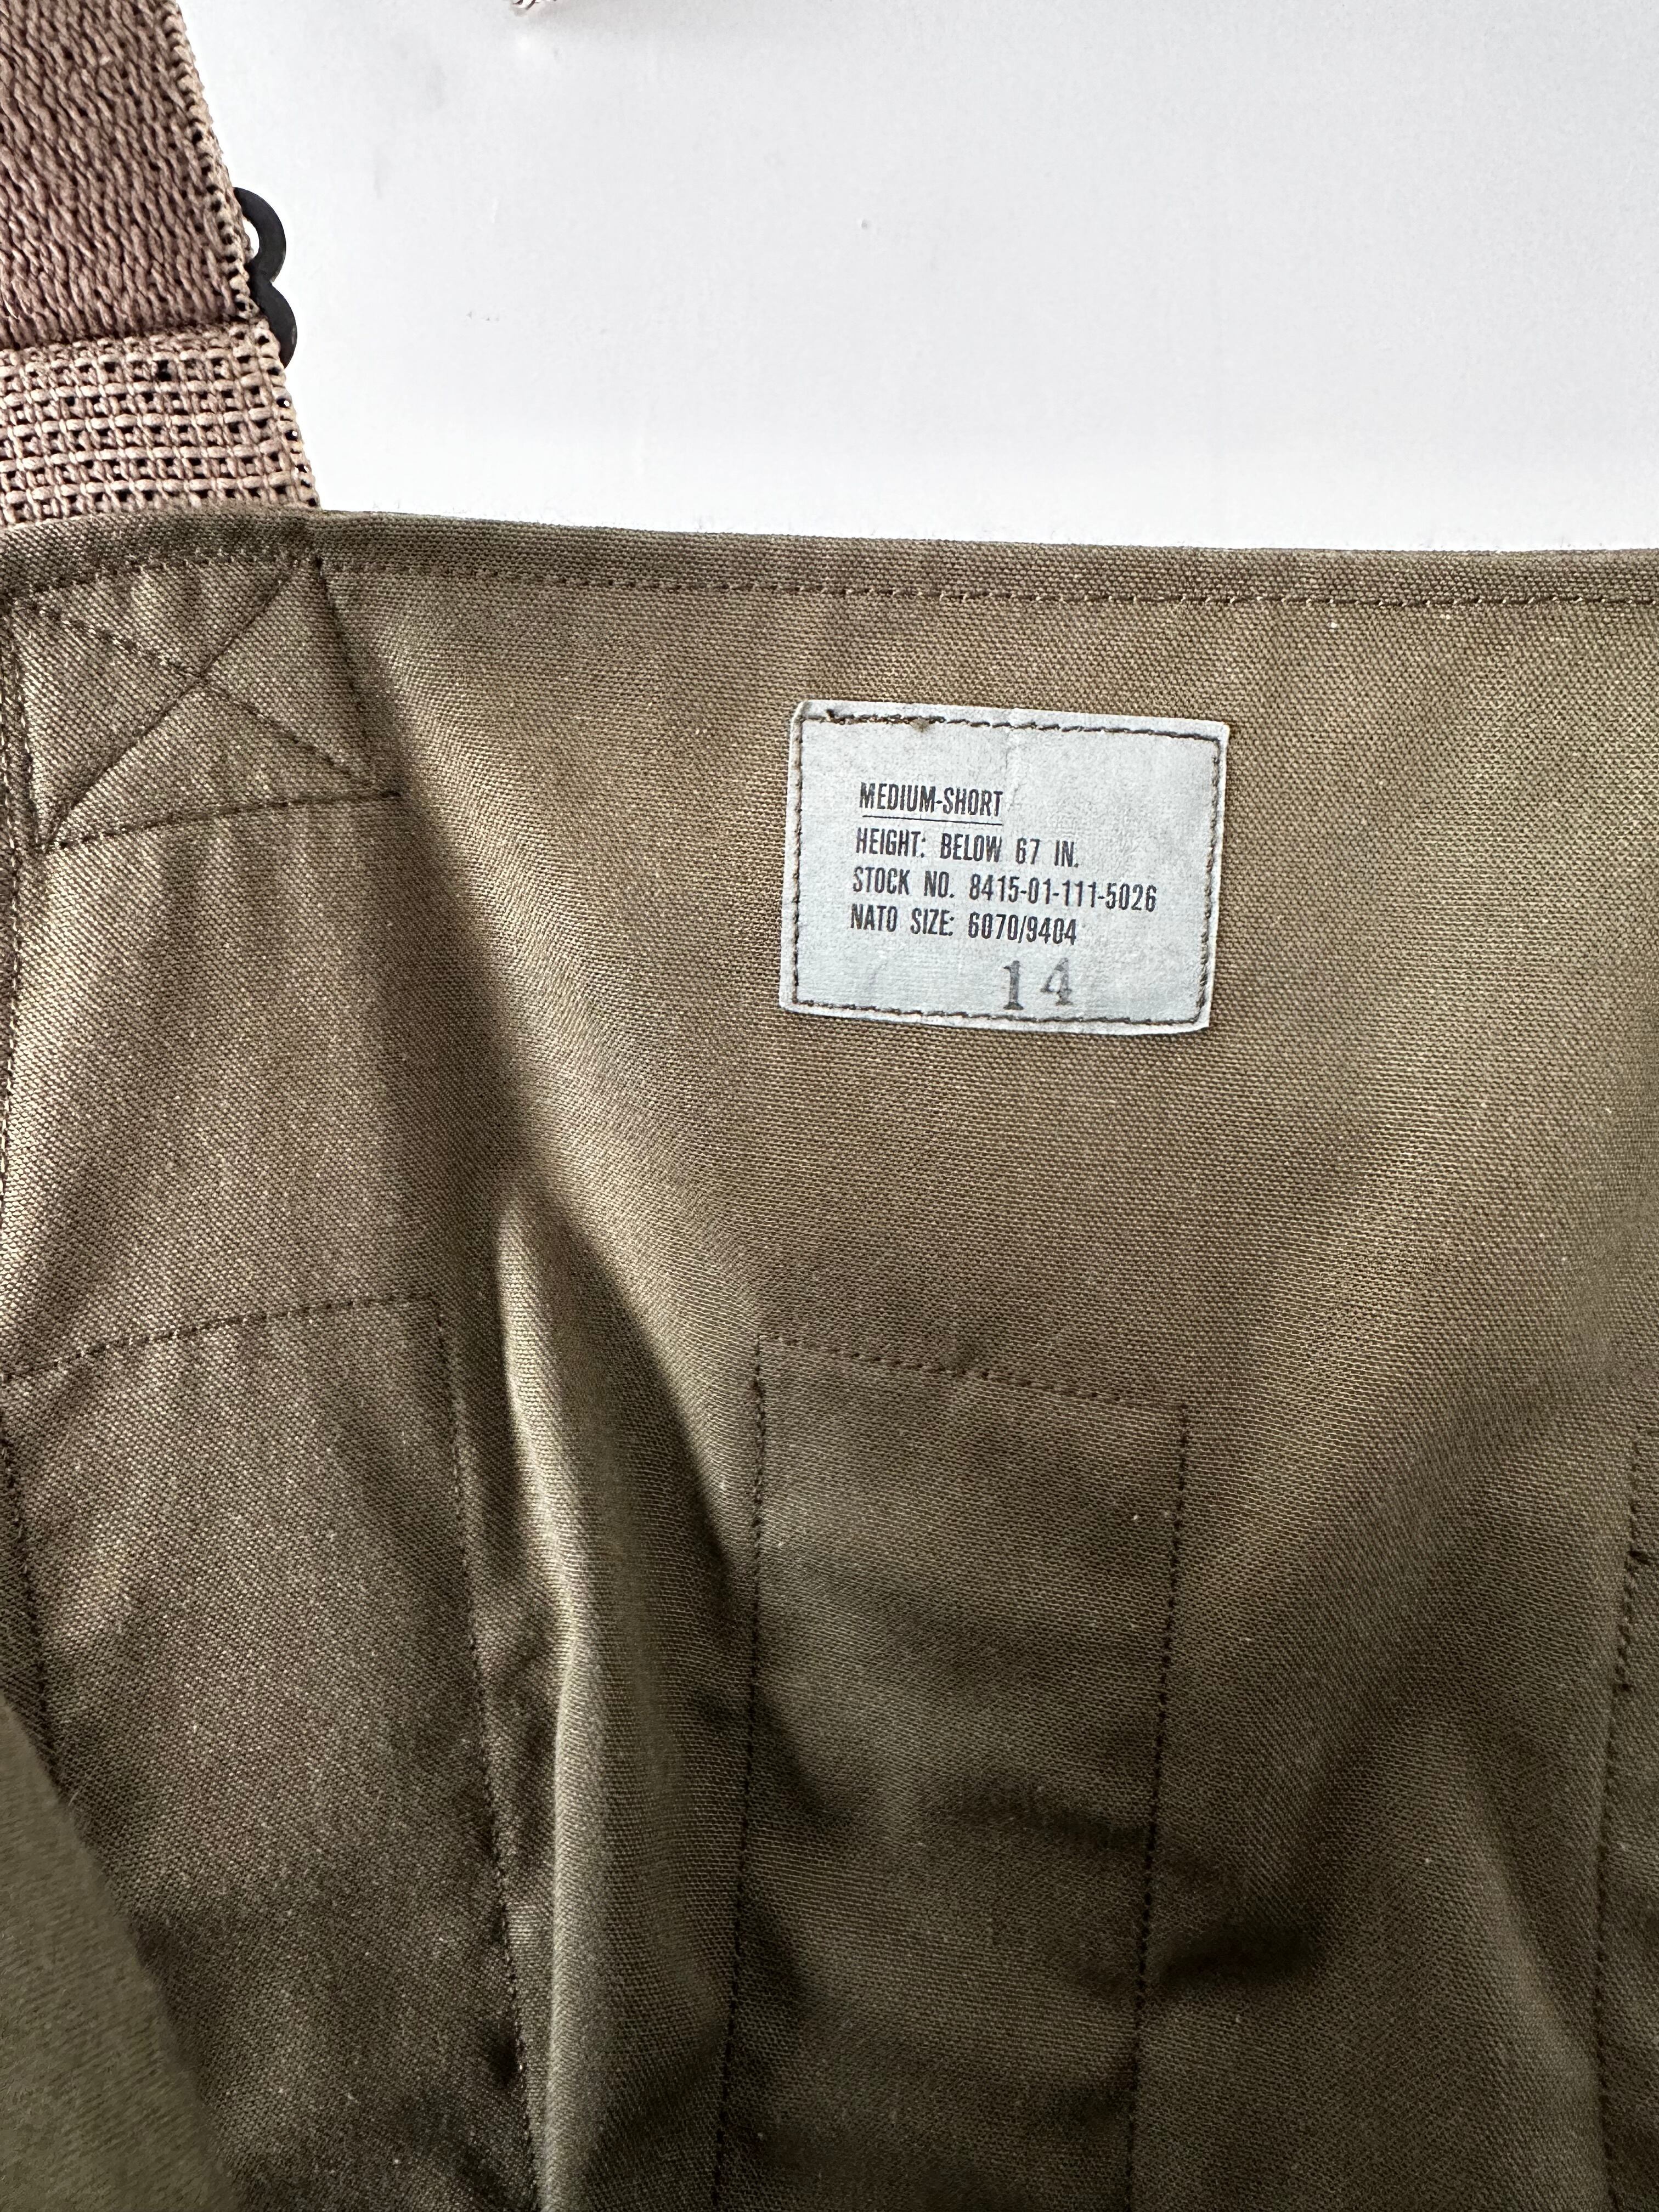 MEDIUM-SHORT
HEIGHT: BELOW 67 IN.
STOCK NO. 8415-01-111-5026
NATO SIZE: 6070/9404
14